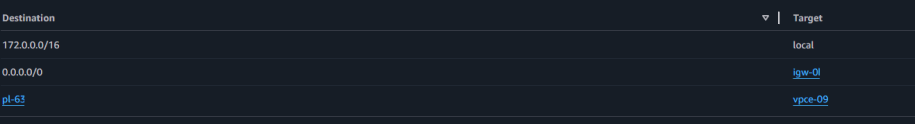 Destination Target
172.0.0.0/16 local
0.0.0.0/0 igw-0l
pl-63 vpce-09